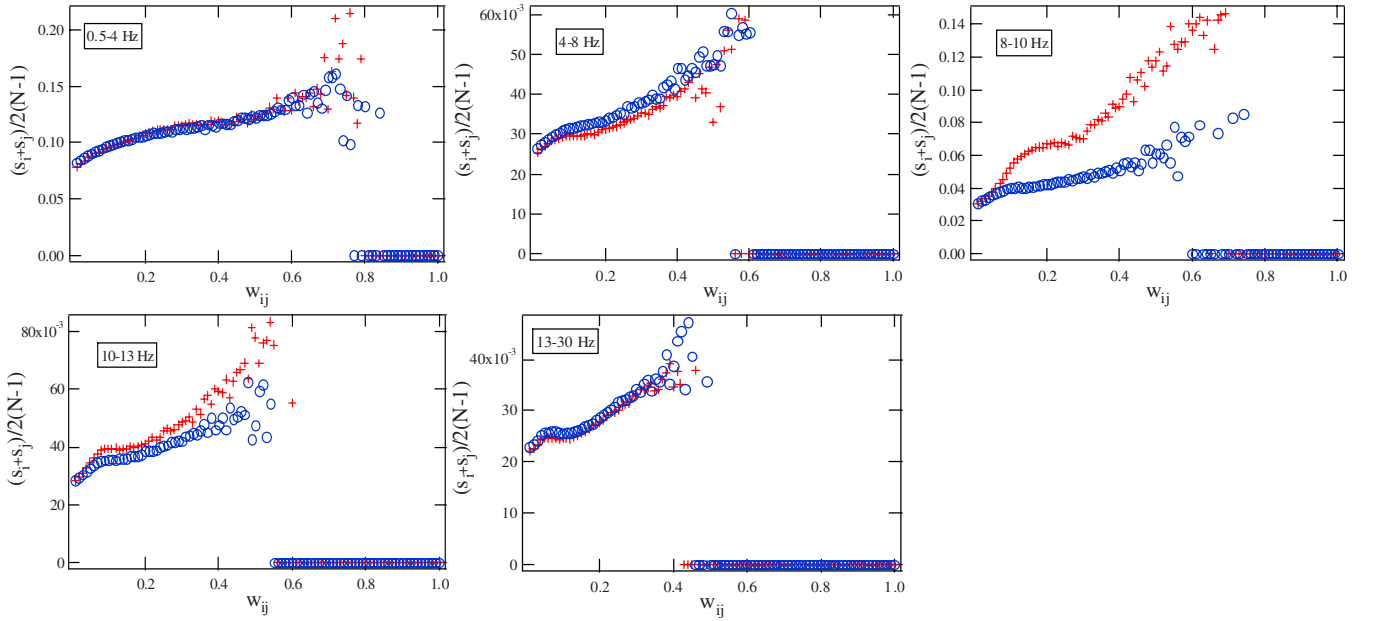 0.5-4 Hz
(s_i+s_j)/2(N-1)
0.20
0.15
0.10
0.05
0.00
0.2 0.4 0.6 0.8 1.0
w_ij
4-8 Hz
(s_i+s_j)/2(N-1)
60x10^-3
50
40
30
20
10
0
0.2 0.4 0.6 0.8 1.0
w_ij
8-10 Hz
(s_i+s_j)/2(N-1)
0.14
0.12
0.10
0.08
0.06
0.04
0.02
0.00
0.2 0.4 0.6 0.8 1.0
w_ij
10-13 Hz
(s_i+s_j)/2(N-1)
80x10^-3
60
40
20
0
0.2 0.4 0.6 0.8 1.0
w_ij
13-30 Hz
(s_i+s_j)/2(N-1)
40x10^-3
30
20
10
0
0.2 0.4 0.6 0.8 1.0
w_ij